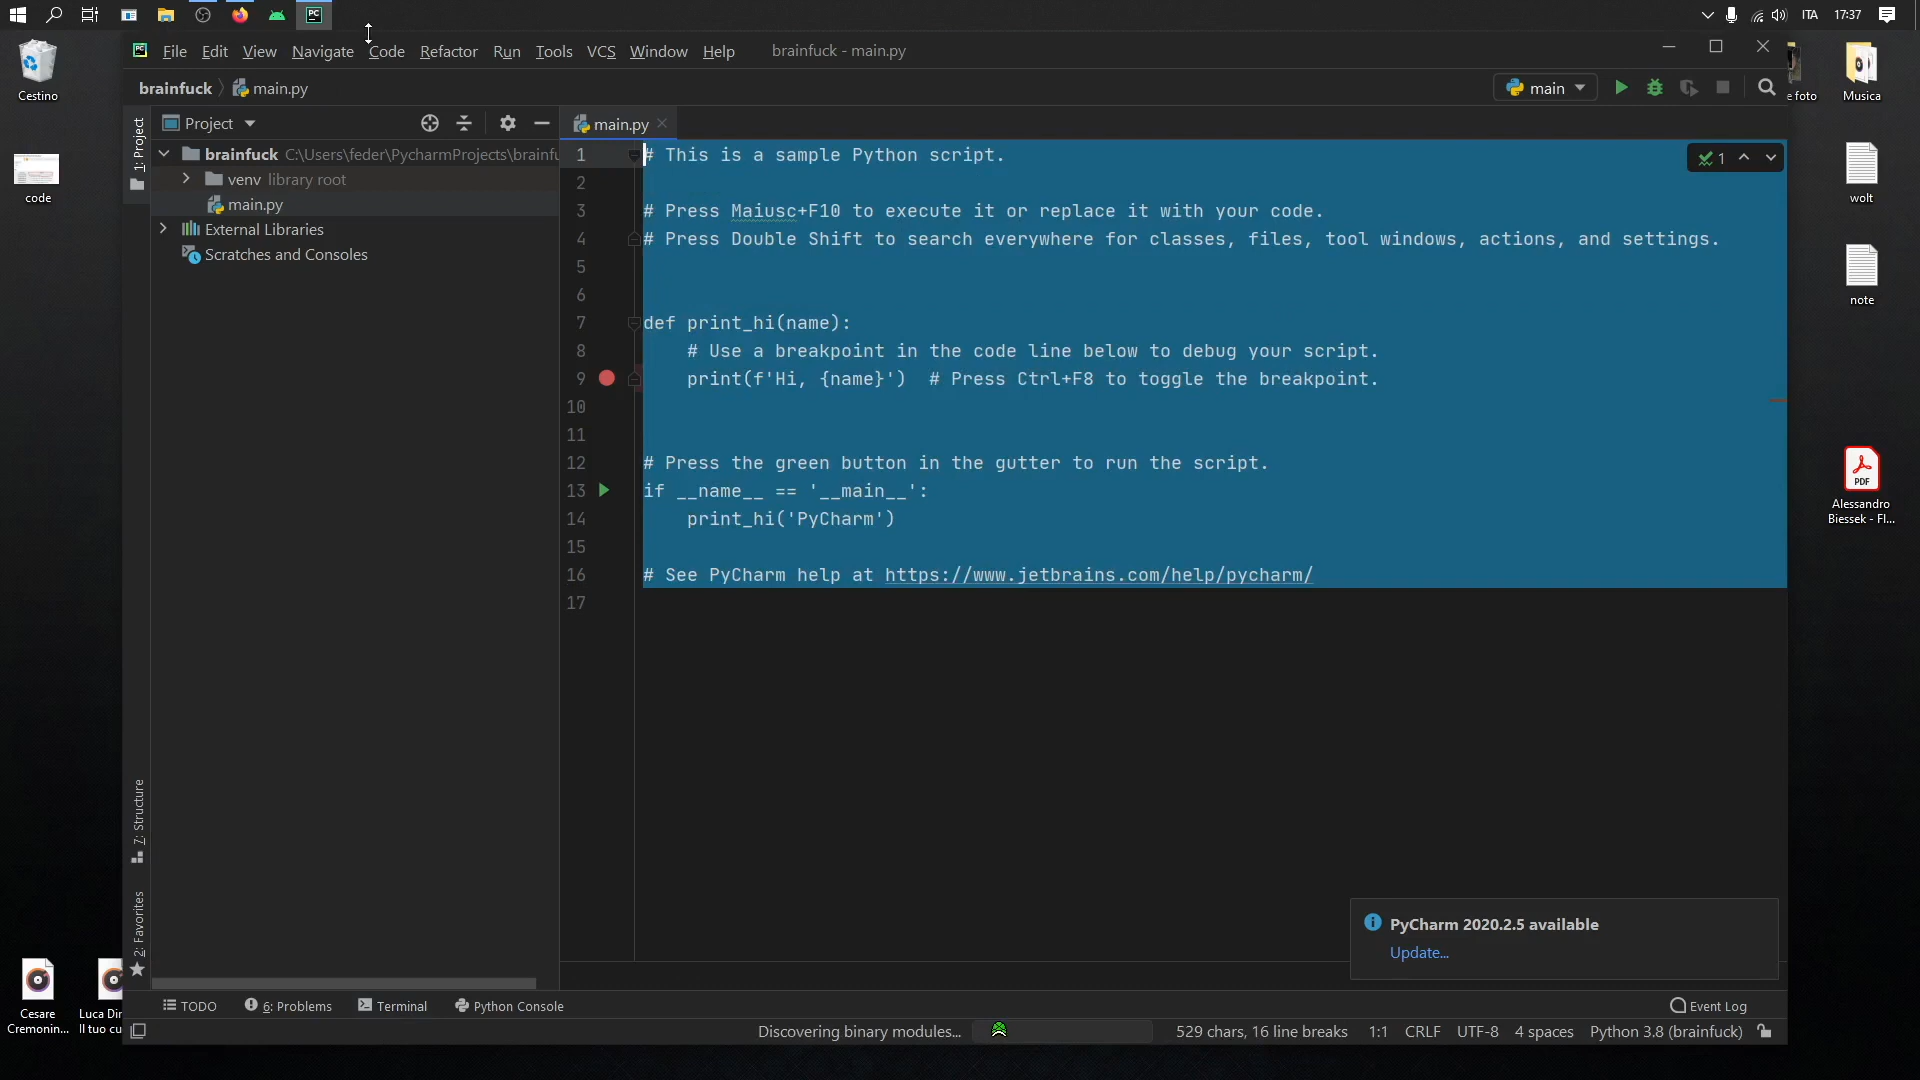 ITA 17:37
File Edit View Navigate Code Refactor Run Tools VCS Window Help brainfuck - main.py
brainfuck main.py main
Project main.py
1: Project
7: Structure
2: Favorites
brainfuck C:\Users\feder\PycharmProjects\brainfu
venv library root
main.py
External Libraries
Scratches and Consoles
1 # This is a sample Python script.
2
3 # Press Maiusc+F10 to execute it or replace it with your code.
4 # Press Double Shift to search everywhere for classes, files, tool windows, actions, and settings.
5
6
7 def print_hi(name):
8     # Use a breakpoint in the code line below to debug your script.
9     print(f'Hi, {name}')  # Press Ctrl+F8 to toggle the breakpoint.
10
11
12 # Press the green button in the gutter to run the script.
13 if __name__ == '__main__':
14     print_hi('PyCharm')
15
16 # See PyCharm help at https://www.jetbrains.com/help/pycharm/
17
1
PyCharm 2020.2.5 available
Update...
TODO 6: Problems Terminal Python Console Event Log
Discovering binary modules... 529 chars, 16 line breaks 1:1 CRLF UTF-8 4 spaces Python 3.8 (brainfuck)
Cestino
code
Cesare
Cremonin...
Luca Dir
Il tuo cu
e foto
Musica
wolt
note
PDF
Alessandro
Biessek - Fl...
PC
PC